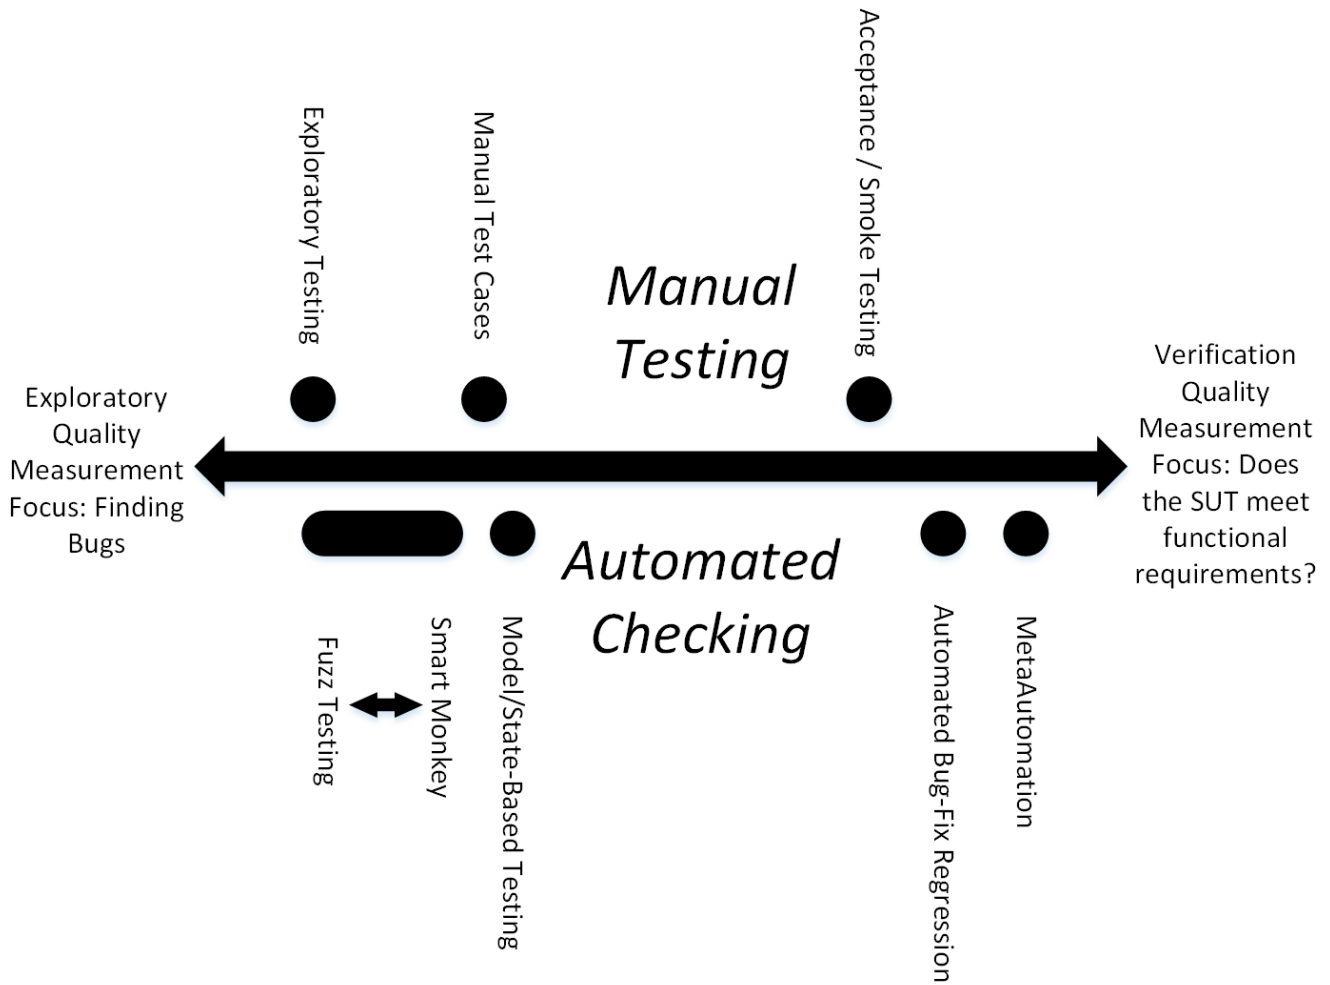 Exploratory Testing
Manual Test Cases
Acceptance / Smoke Testing
Manual
Testing
Exploratory
Quality
Measurement
Focus: Finding
Bugs
Verification
Quality
Measurement
Focus: Does
the SUT meet
functional
requirements?
Automated
Checking
Fuzz Testing
Smart Monkey
Model/State-Based Testing
Automated Bug-Fix Regression
MetaAutomation